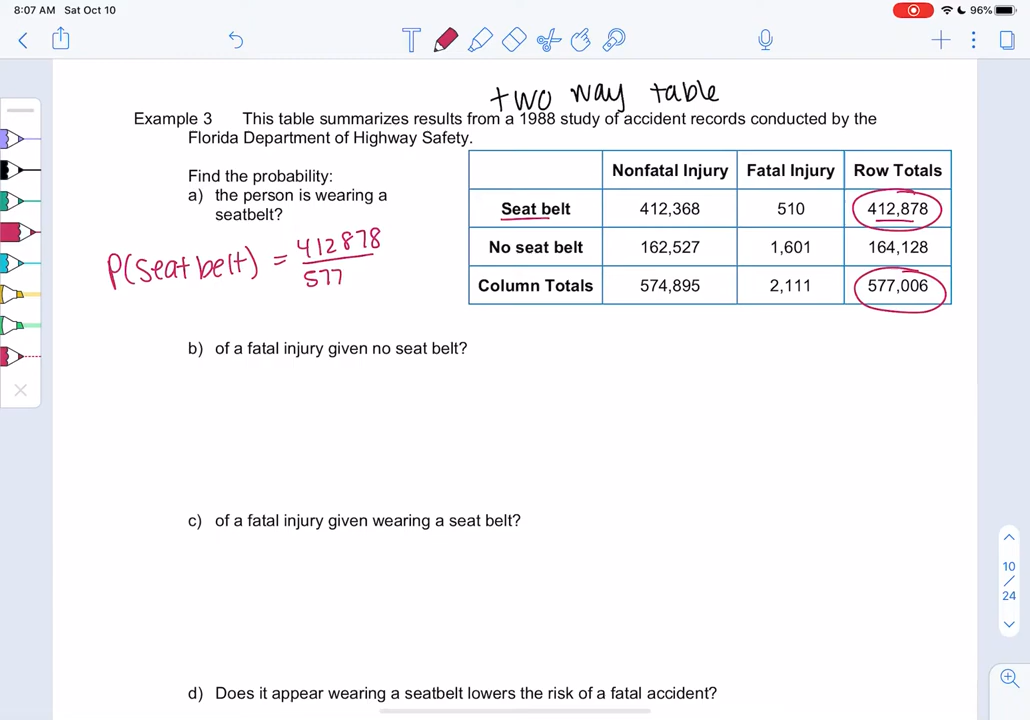 8:07 AM Sat Oct 10
96%
two way table
Example 3 This table summarizes results from a 1988 study of accident records conducted by the
Florida Department of Highway Safety.
Find the probability:
a) the person is wearing a
seatbelt?
P(seat belt) = 412878
577
Nonfatal Injury Fatal Injury Row Totals
Seat belt 412,368 510 412,878
No seat belt 162,527 1,601 164,128
Column Totals 574,895 2,111 577,006
b) of a fatal injury given no seat belt?
c) of a fatal injury given wearing a seat belt?
d) Does it appear wearing a seatbelt lowers the risk of a fatal accident?
10
/
24